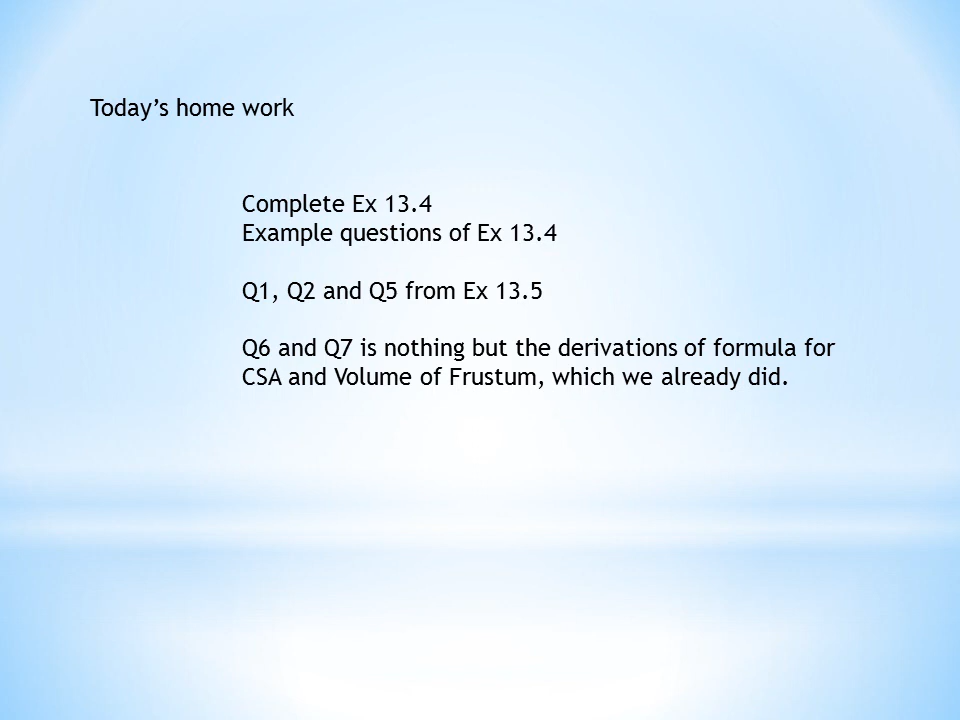 Today’s home work
Complete Ex 13.4
Example questions of Ex 13.4
Q1, Q2 and Q5 from Ex 13.5
Q6 and Q7 is nothing but the derivations of formula for
CSA and Volume of Frustum, which we already did.